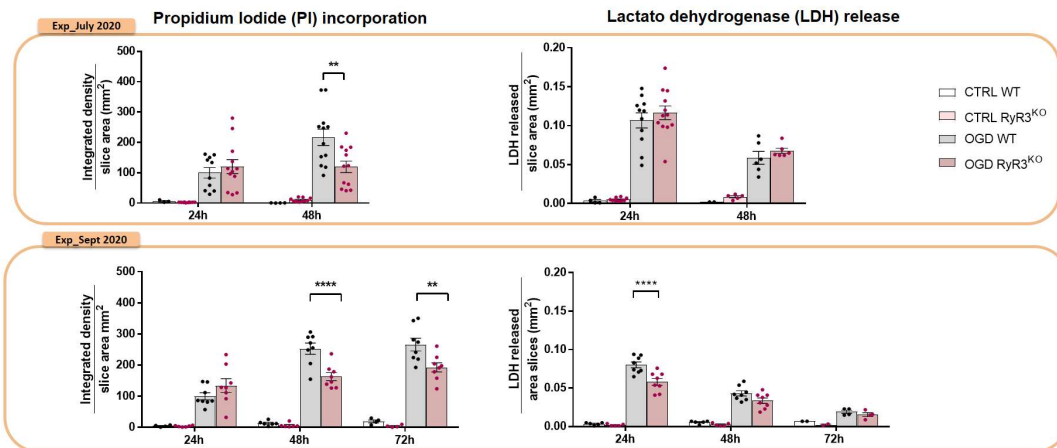 Propidium Iodide (PI) incorporation
Lactato dehydrogenase (LDH) release
Exp_July 2020
Integrated density
slice area (mm²)
500
400
300
200
100
0
**
24h
48h
LDH released
slice area (mm²)
0.20
0.15
0.10
0.05
0.00
24h
48h
CTRL WT
CTRL RyR3ᴷᴼ
OGD WT
OGD RyR3ᴷᴼ
Exp_Sept 2020
Integrated density
slice area mm²
500
400
300
200
100
0
****
**
24h
48h
72h
LDH released
area slices (mm²)
0.20
0.15
0.10
0.05
0.00
****
24h
48h
72h